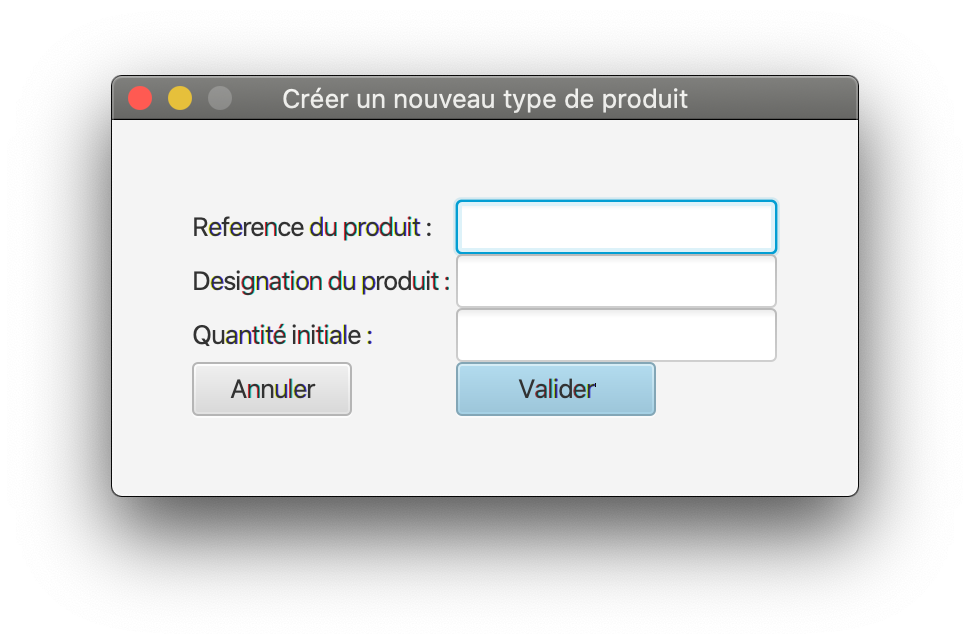 Créer un nouveau type de produit
Reference du produit :
Designation du produit :
Quantité initiale :
Annuler
Valider